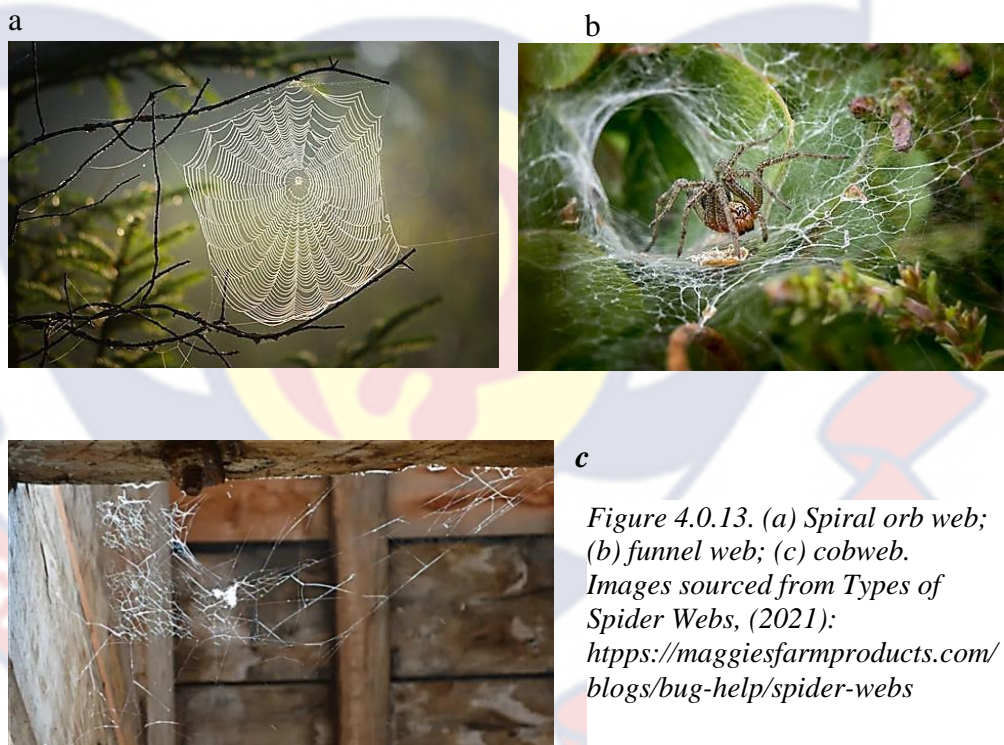 a
b
c
Figure 4.0.13. (a) Spiral orb web;
(b) funnel web; (c) cobweb.
Images sourced from Types of
Spider Webs, (2021):
htpps://maggiesfarmproducts.com/
blogs/bug-help/spider-webs